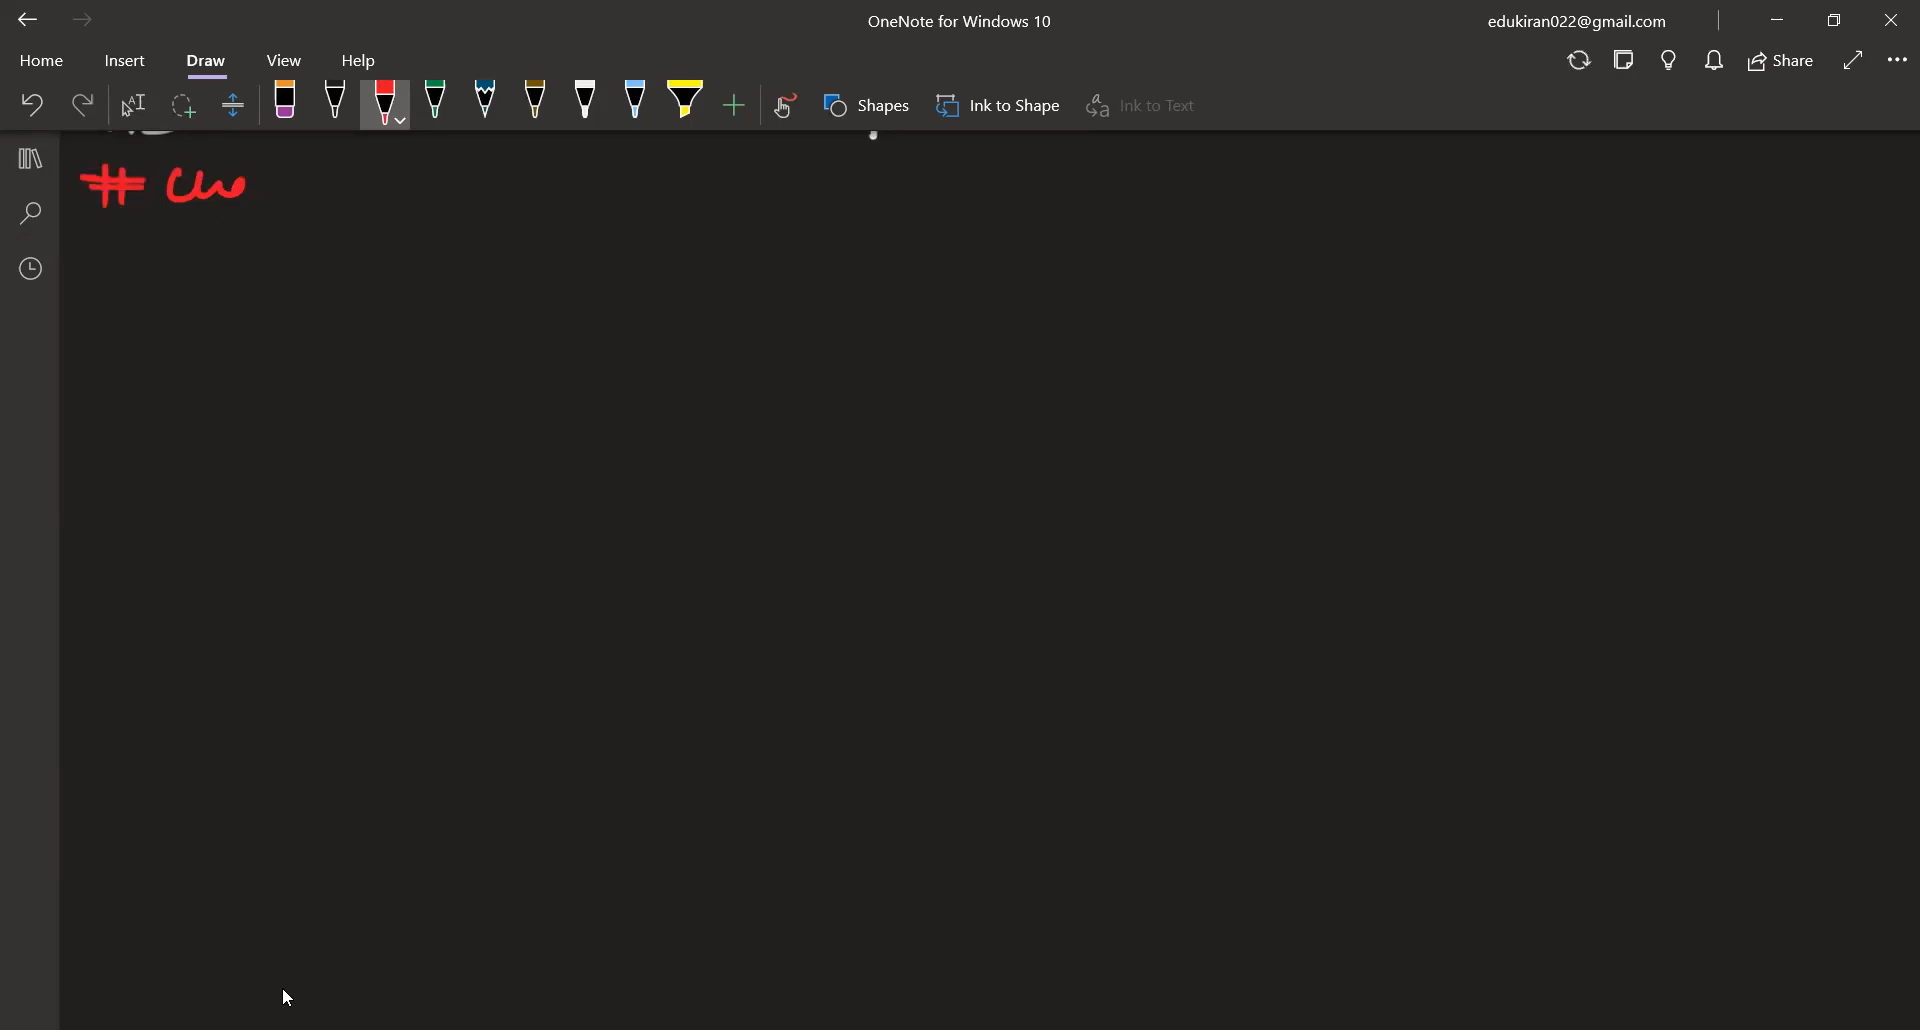 OneNote for Windows 10
edukiran022@gmail.com
Home Insert Draw View Help
Share
Shapes Ink to Shape Ink to Text
#